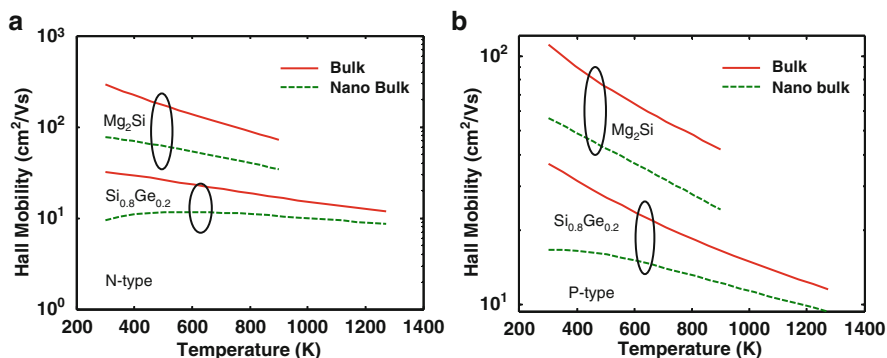 a
10³
10²
10¹
10⁰
Hall Mobility (cm²/Vs)
Bulk
Nano Bulk
Mg₂Si
Si₀.₈Ge₀.₂
N-type
200 400 600 800 1000 1200 1400
Temperature (K)
b
10²
10¹
Hall Mobility (cm²/Vs)
Bulk
Nano bulk
Mg₂Si
Si₀.₈Ge₀.₂
P-type
200 400 600 800 1000 1200 1400
Temperature (K)